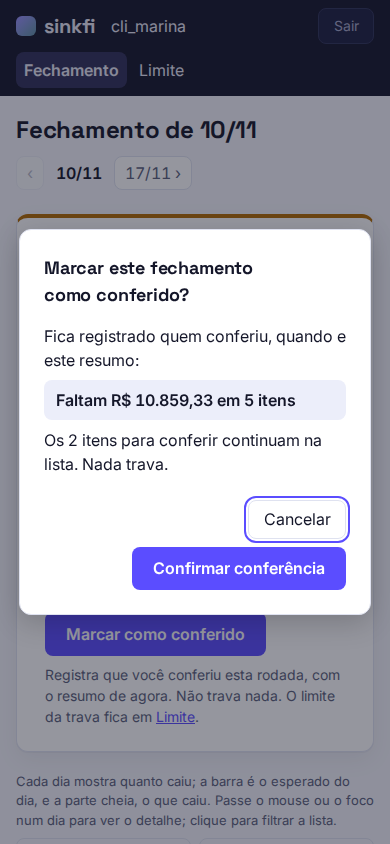 sinkfi cli_marina Sair
Fechamento Limite
Fechamento de 10/11
‹ 10/11 17/11 ›
Marcar este fechamento
como conferido?
Fica registrado quem conferiu, quando e
este resumo:
Faltam R$ 10.859,33 em 5 itens
Os 2 itens para conferir continuam na
lista. Nada trava.
Cancelar
Confirmar conferência
Marcar como conferido
Registra que você conferiu esta rodada, com
o resumo de agora. Não trava nada. O limite
da trava fica em Limite.
Cada dia mostra quanto caiu; a barra é o esperado do
dia, e a parte cheia, o que caiu. Passe o mouse ou o foco
num dia para ver o detalhe; clique para filtrar a lista.